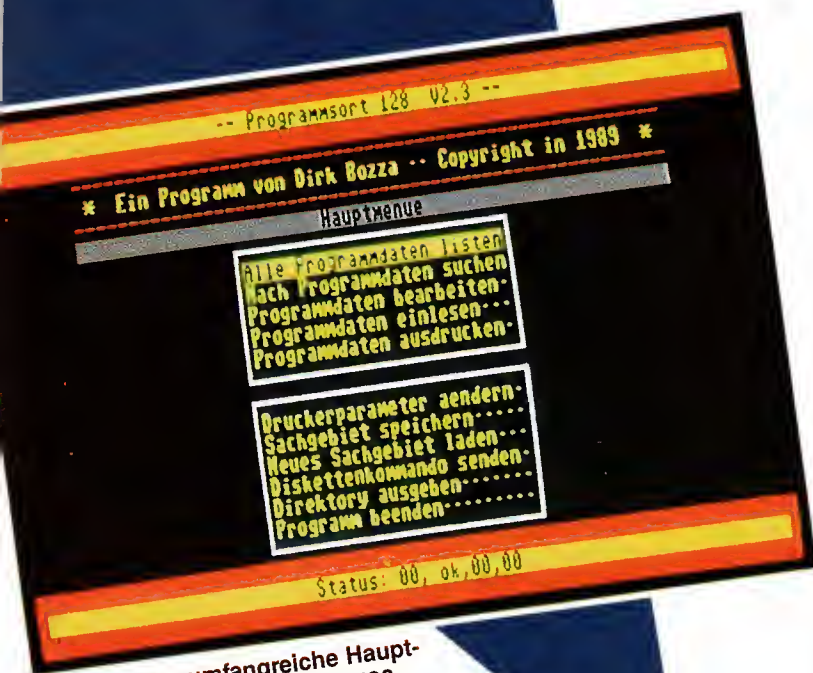 -- Programmsort 128 V2.3 --
* Ein Programm von Dirk Bozza -- Copyright in 1989 *
Hauptmenue
Alle Programmdaten listen
Nach Programmdaten suchen
Programmdaten bearbeiten·
Programmdaten einlesen···
Programmdaten ausdrucken·
Druckerparameter aendern·
Sachgebiet speichern·····
Neues Sachgebiet laden···
Diskettenkommando senden·
Direktory ausgeben·······
Programm beenden·········
Status: 00, ok,00,00
umfangreiche Haupt-